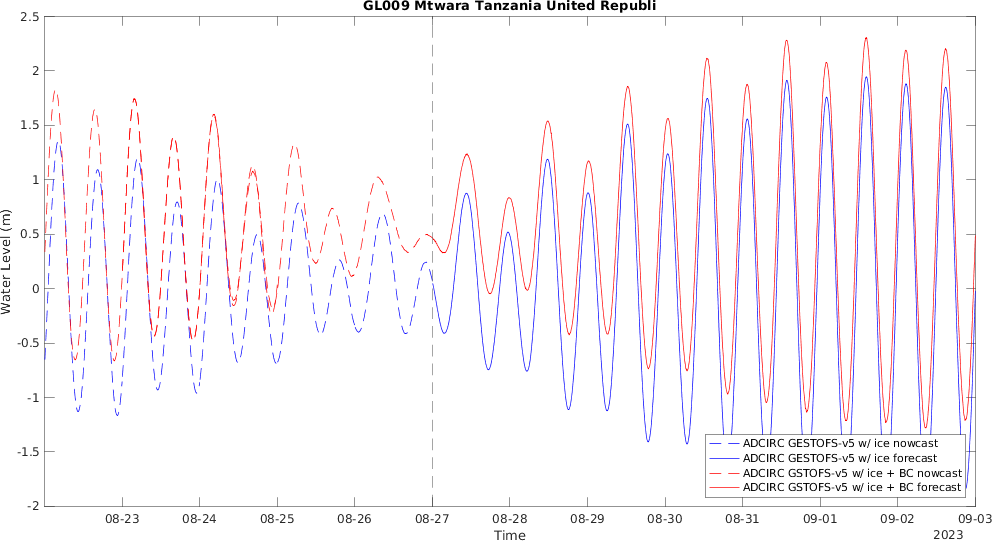 GL009 Mtwara Tanzania United Republi
Water Level (m)
2.5
2
1.5
1
0.5
0
-0.5
-1
-1.5
-2
ADCIRC GESTOFS-v5 w/ ice nowcast
ADCIRC GESTOFS-v5 w/ ice forecast
ADCIRC GSTOFS-v5 w/ ice + BC nowcast
ADCIRC GSTOFS-v5 w/ ice + BC forecast
08-23 08-24 08-25 08-26 08-27 08-28 08-29 08-30 08-31 09-01 09-02 09-03
Time
2023